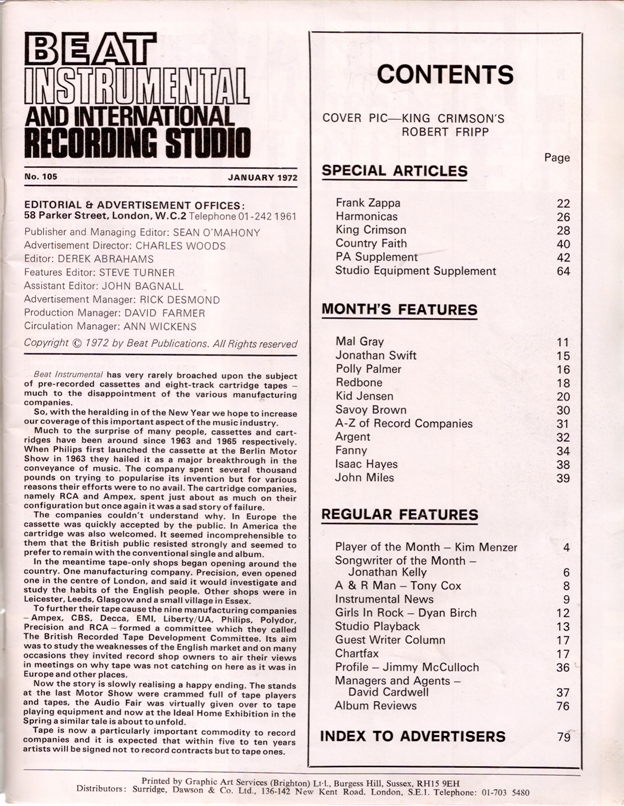 BEAT
INSTRUMENTAL
AND INTERNATIONAL
RECORDING STUDIO
No. 105 JANUARY 1972
EDITORIAL & ADVERTISEMENT OFFICES:
58 Parker Street, London, W.C.2 Telephone 01-242 1961
Publisher and Managing Editor: SEAN O'MAHONY
Advertisement Director: CHARLES WOODS
Editor: DEREK ABRAHAMS
Features Editor: STEVE TURNER
Assistant Editor: JOHN BAGNALL
Advertisement Manager: RICK DESMOND
Production Manager: DAVID FARMER
Circulation Manager: ANN WICKENS
Copyright © 1972 by Beat Publications. All Rights reserved
Beat Instrumental has very rarely broached upon the subject
of pre-recorded cassettes and eight-track cartridge tapes –
much to the disappointment of the various manufacturing
companies.
So, with the heralding in of the New Year we hope to increase
our coverage of this important aspect of the music industry.
Much to the surprise of many people, cassettes and cart-
ridges have been around since 1963 and 1965 respectively.
When Philips first launched the cassette at the Berlin Motor
Show in 1963 they hailed it as a major breakthrough in the
conveyance of music. The company spent several thousand
pounds on trying to popularise its invention but for various
reasons their efforts were to no avail. The cartridge companies,
namely RCA and Ampex, spent just about as much on their
configuration but once again it was a sad story of failure.
The companies couldn't understand why. In Europe the
cassette was quickly accepted by the public. In America the
cartridge was also welcomed. It seemed incomprehensible to
them that the British public resisted strongly and seemed to
prefer to remain with the conventional single and album.
In the meantime tape-only shops began opening around the
country. One manufacturing company. Precision, even opened
one in the centre of London, and said it would investigate and
study the habits of the English people. Other shops were in
Leicester, Leeds, Glasgow and a small village in Essex.
To further their tape cause the nine manufacturing companies
– Ampex, CBS, Decca, EMI, Liberty/UA, Philips, Polydor,
Precision and RCA – formed a committee which they called
The British Recorded Tape Development Committee. Its aim
was to study the weaknesses of the English market and on many
occasions they invited record shop owners to air their views
in meetings on why tape was not catching on here as it was in
Europe and other places.
Now the story is slowly realising a happy ending. The stands
at the last Motor Show were crammed full of tape players
and tapes, the Audio Fair was virtually given over to tape
playing equipment and now at the Ideal Home Exhibition in the
Spring a similar tale is about to unfold.
Tape is now a particularly important commodity to record
companies and it is expected that within five to ten years
artists will be signed not to record contracts but to tape ones.
CONTENTS
COVER PIC—KING CRIMSON'S
ROBERT FRIPP
Page
SPECIAL ARTICLES
Frank Zappa 22
Harmonicas 26
King Crimson 28
Country Faith 40
PA Supplement 42
Studio Equipment Supplement 64
MONTH'S FEATURES
Mal Gray 11
Jonathan Swift 15
Polly Palmer 16
Redbone 18
Kid Jensen 20
Savoy Brown 30
A-Z of Record Companies 31
Argent 32
Fanny 34
Isaac Hayes 38
John Miles 39
REGULAR FEATURES
Player of the Month – Kim Menzer 4
Songwriter of the Month –
Jonathan Kelly 6
A & R Man – Tony Cox 8
Instrumental News 9
Girls In Rock – Dyan Birch 12
Studio Playback 13
Guest Writer Column 17
Chartfax 17
Profile – Jimmy McCulloch 36
Managers and Agents –
David Cardwell 37
Album Reviews 76
INDEX TO ADVERTISERS 79
Printed by Graphic Art Services (Brighton) Ltd., Burgess Hill, Sussex, RH15 9EH
Distributors: Surridge, Dawson & Co. Ltd., 136-142 New Kent Road, London, S.E.1. Telephone: 01-703 5480